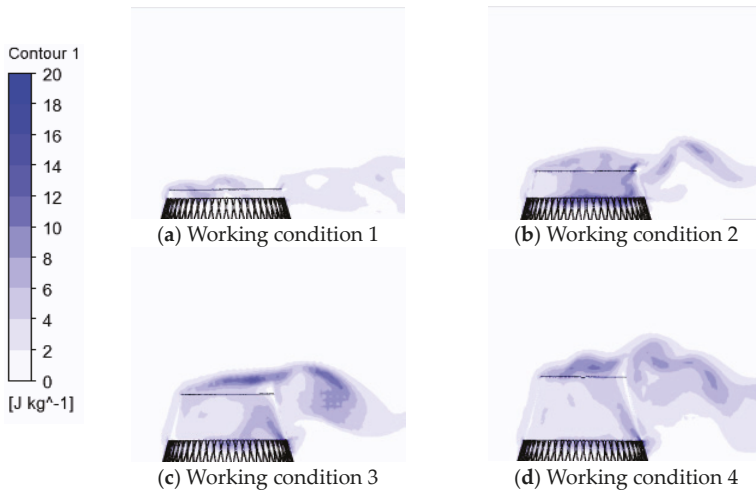 Contour 1
20
18
16
14
12
10
8
6
4
2
0
[J kg^-1]
(a) Working condition 1
(b) Working condition 2
(c) Working condition 3
(d) Working condition 4